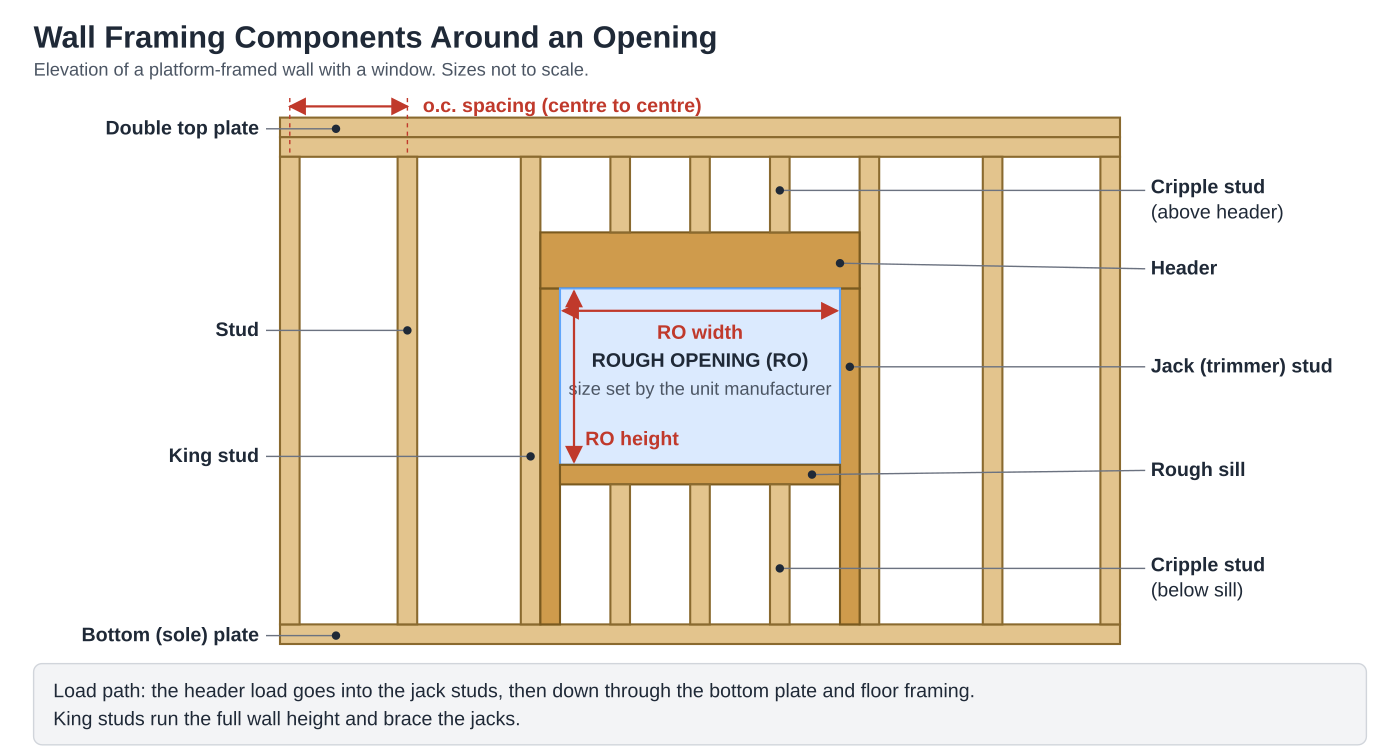 Wall Framing Components Around an Opening
Elevation of a platform-framed wall with a window. Sizes not to scale.
o.c. spacing (centre to centre)
Double top plate
Cripple stud
(above header)
Header
Stud
RO width
ROUGH OPENING (RO)
size set by the unit manufacturer
Jack (trimmer) stud
RO height
King stud
Rough sill
Cripple stud
(below sill)
Bottom (sole) plate
Load path: the header load goes into the jack studs, then down through the bottom plate and floor framing.
King studs run the full wall height and brace the jacks.